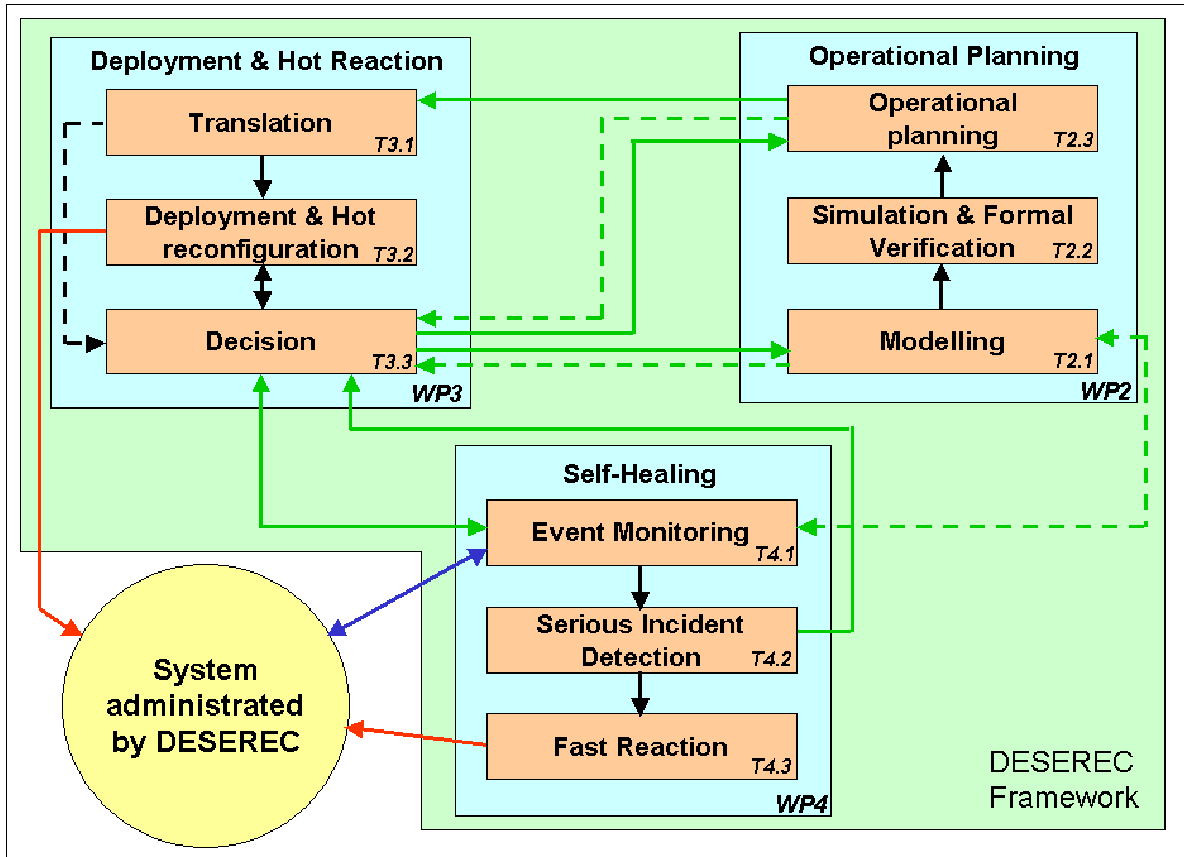 Deployment & Hot Reaction
Translation
T3.1
Deployment & Hot
reconfiguration
T3.2
Decision
T3.3
WP3
Operational Planning
Operational
planning
T2.3
Simulation & Formal
Verification
T2.2
Modelling
T2.1
WP2
Self-Healing
Event Monitoring
T4.1
Serious Incident
Detection
T4.2
Fast Reaction
T4.3
WP4
System
administrated
by DESEREC
DESEREC
Framework